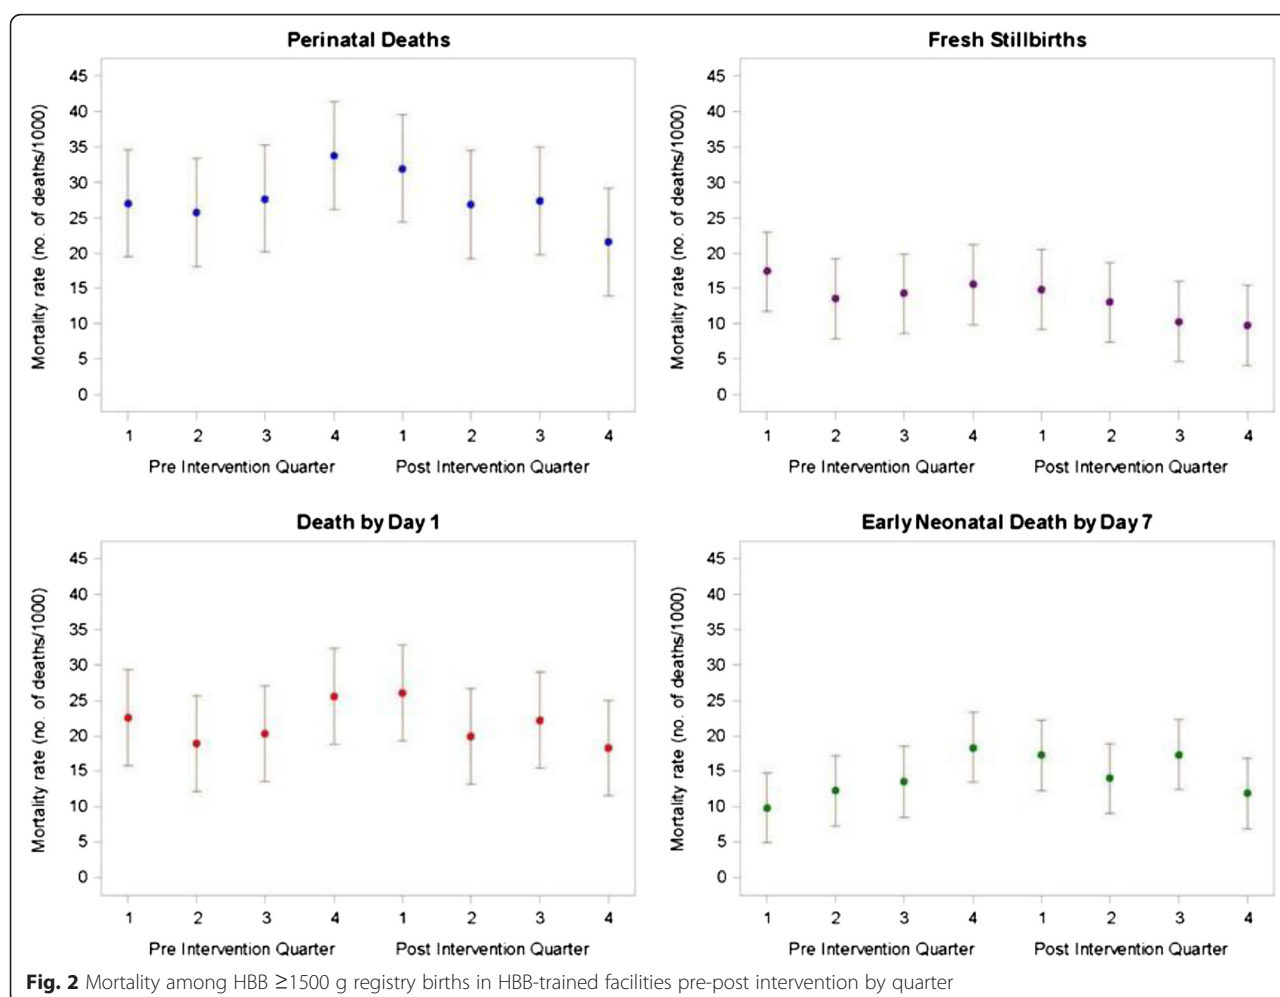 Perinatal Deaths
Mortality rate (no. of deaths/1000)
45
40
35
30
25
20
15
10
5
0
1 2 3 4 1 2 3 4
Pre Intervention Quarter Post Intervention Quarter
Fresh Stillbirths
Mortality rate (no. of deaths/1000)
45
40
35
30
25
20
15
10
5
0
1 2 3 4 1 2 3 4
Pre Intervention Quarter Post Intervention Quarter
Death by Day 1
Mortality rate (no. of deaths/1000)
45
40
35
30
25
20
15
10
5
0
1 2 3 4 1 2 3 4
Pre Intervention Quarter Post Intervention Quarter
Early Neonatal Death by Day 7
Mortality rate (no. of deaths/1000)
45
40
35
30
25
20
15
10
5
0
1 2 3 4 1 2 3 4
Pre Intervention Quarter Post Intervention Quarter
Fig. 2 Mortality among HBB ≥1500 g registry births in HBB-trained facilities pre-post intervention by quarter